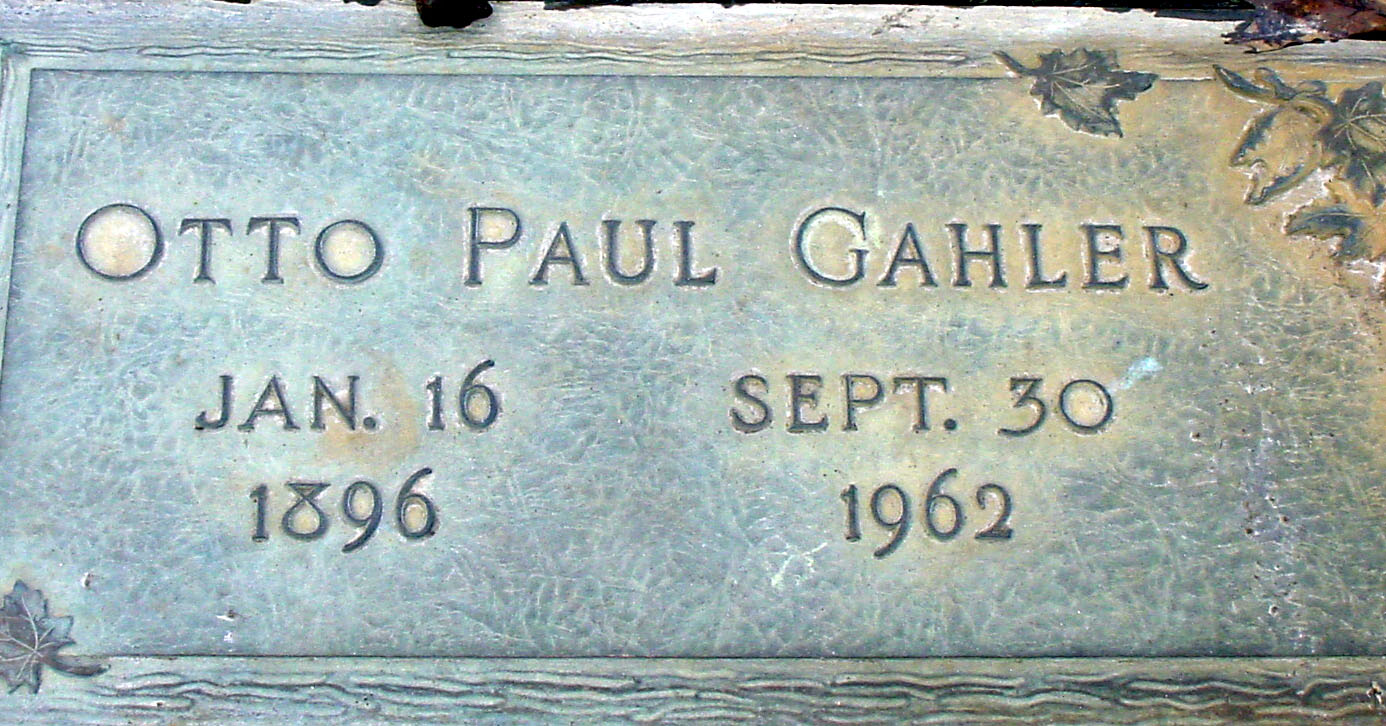 OTTO PAUL GAHLER
JAN. 16 SEPT. 30
1896 1962